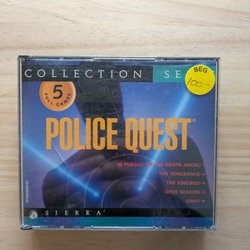 COLLECTION SE
BEG
100:-
5
FULL GAMES
POLICE QUEST
IN PURSUIT OF THE DEATH ANGEL
THE VENGEANCE
THE KINDRED
OPEN SEASON
SWAT
SIERRA